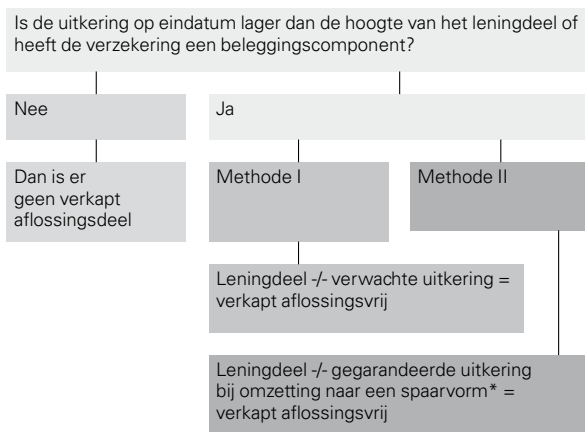 Is de uitkering op eindatum lager dan de hoogte van het leningdeel of
heeft de verzekering een beleggingscomponent?
Nee
Ja
Dan is er
geen verkapt
aflossingsdeel
Methode I
Methode II
Leningdeel -/- verwachte uitkering =
verkapt aflossingsvrij
Leningdeel -/- gegarandeerde uitkering
bij omzetting naar een spaarvorm* =
verkapt aflossingsvrij